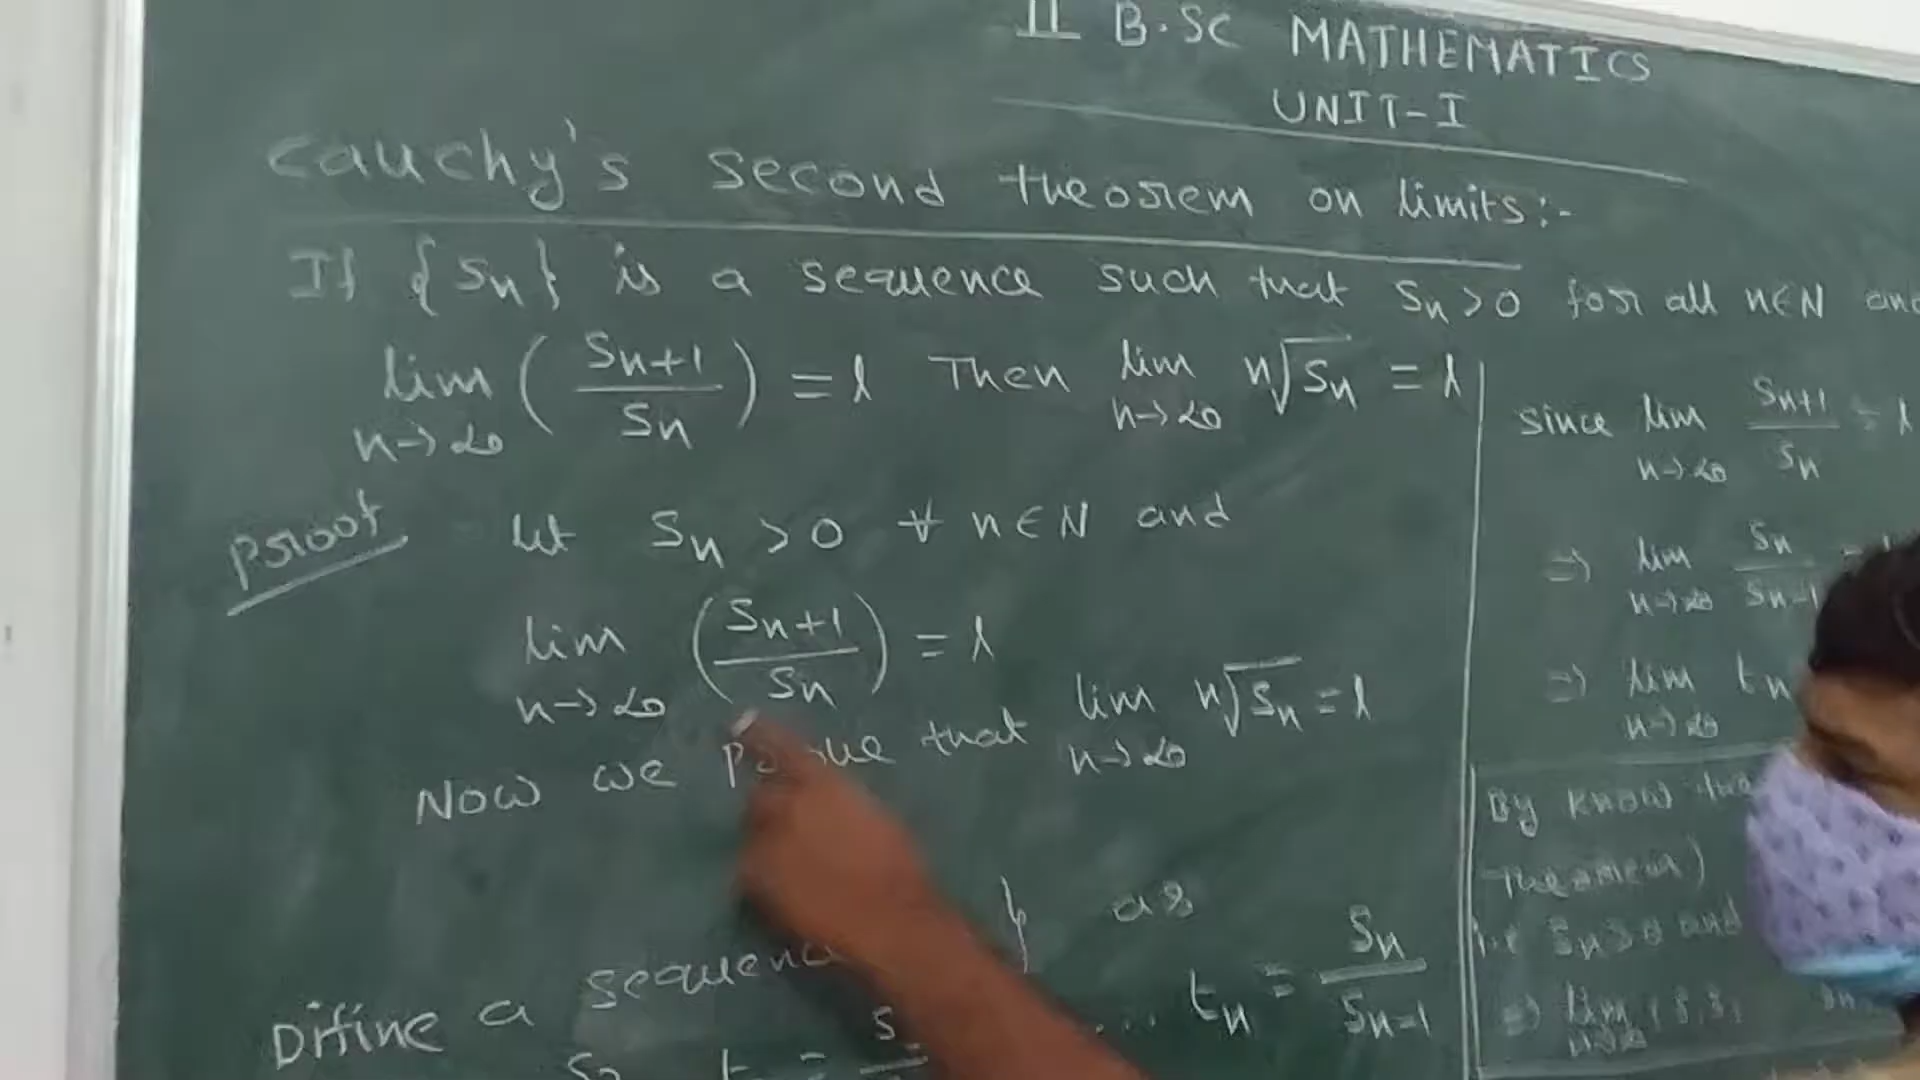 II B.SC MATHEMATICS
UNIT-I
Cauchy's second theorem on limits:-
If {Sn} is a sequence such that Sn>0 for all n∈N and
lim n→∞ (Sn+1/Sn) = l Then lim n→∞ n√Sn = l
Proof Let Sn>0 ∀ n∈N and
lim n→∞ (Sn+1/Sn) = l
Now we that lim n→∞ n√Sn = l
Difine a } as
... tn = Sn/Sn-1
Since lim n→∞ Sn+1/Sn = l
⇒ lim n→∞ Sn/Sn-1
⇒ lim n→∞ tn
By know
Theorem)
i.e Sn>0 and
⇒ lim n→∞